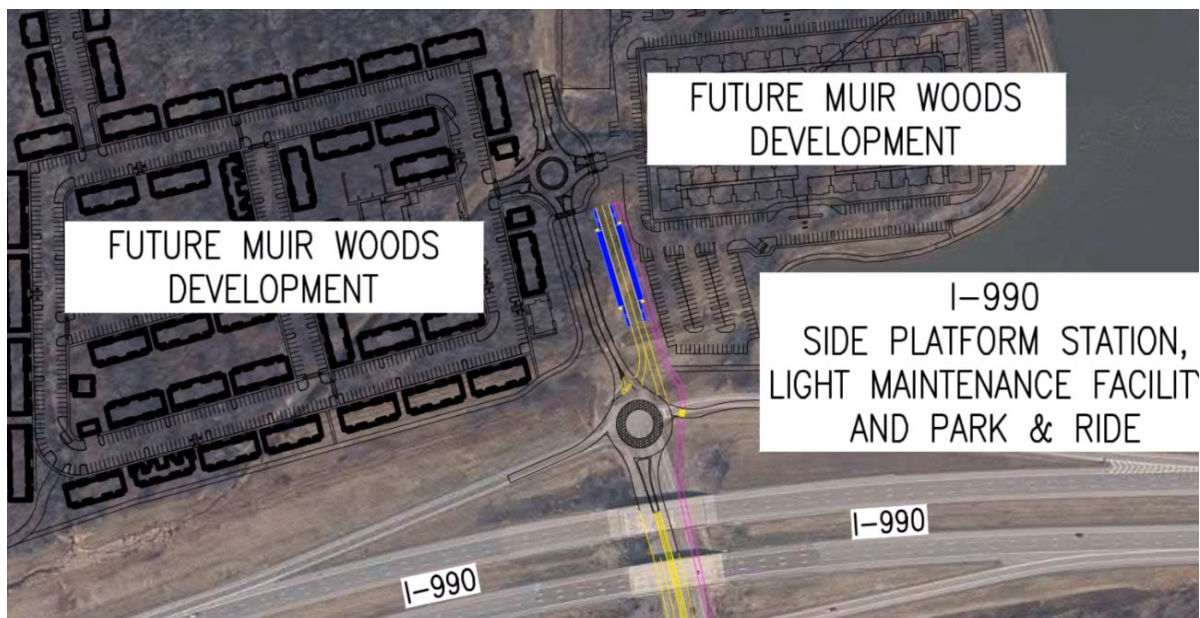 FUTURE MUIR WOODS
DEVELOPMENT
FUTURE MUIR WOODS
DEVELOPMENT
I-990
SIDE PLATFORM STATION,
LIGHT MAINTENANCE FACILITY
AND PARK & RIDE
I-990
I-990